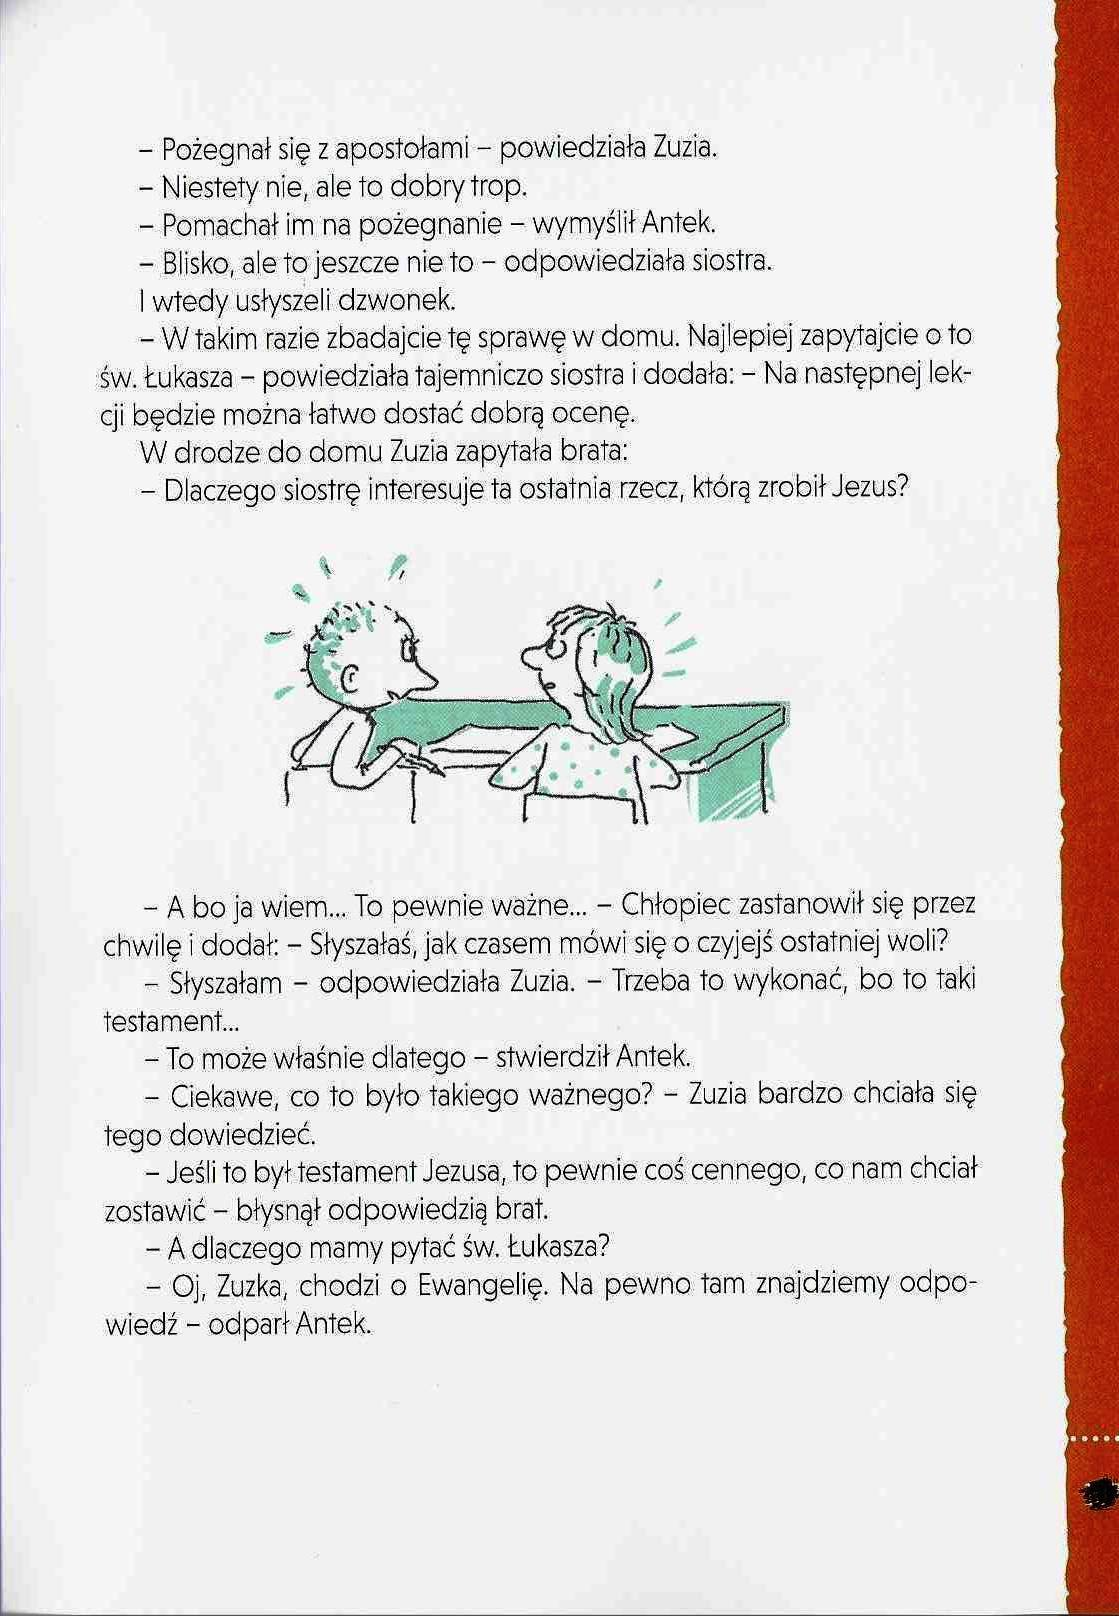 – Pożegnał się z apostołami – powiedziała Zuzia.
– Niestety nie, ale to dobry trop.
– Pomachał im na pożegnanie – wymyślił Antek.
– Blisko, ale to jeszcze nie to – odpowiedziała siostra.
I wtedy usłyszeli dzwonek.
– W takim razie zbadajcie tę sprawę w domu. Najlepiej zapytajcie o to
św. Łukasza – powiedziała tajemniczo siostra i dodała: – Na następnej lek-
cji będzie można łatwo dostać dobrą ocenę.
W drodze do domu Zuzia zapytała brata:
– Dlaczego siostrę interesuje ta ostatnia rzecz, którą zrobił Jezus?
– A bo ja wiem... To pewnie ważne... – Chłopiec zastanowił się przez
chwilę i dodał: – Słyszałaś, jak czasem mówi się o czyjejś ostatniej woli?
– Słyszałam – odpowiedziała Zuzia. – Trzeba to wykonać, bo to taki
testament...
– To może właśnie dlatego – stwierdził Antek.
– Ciekawe, co to było takiego ważnego? – Zuzia bardzo chciała się
tego dowiedzieć.
– Jeśli to był testament Jezusa, to pewnie coś cennego, co nam chciał
zostawić – błysnął odpowiedzią brat.
– A dlaczego mamy pytać św. Łukasza?
– Oj, Zuzka, chodzi o Ewangelię. Na pewno tam znajdziemy odpo-
wiedź – odparł Antek.